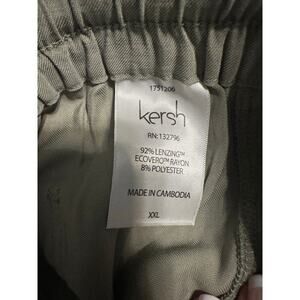 1751206
kersh
RN: 132796
92% LENZING™
ECOVERO™ RAYON
8% POLYESTER
MADE IN CAMBODIA
XXL